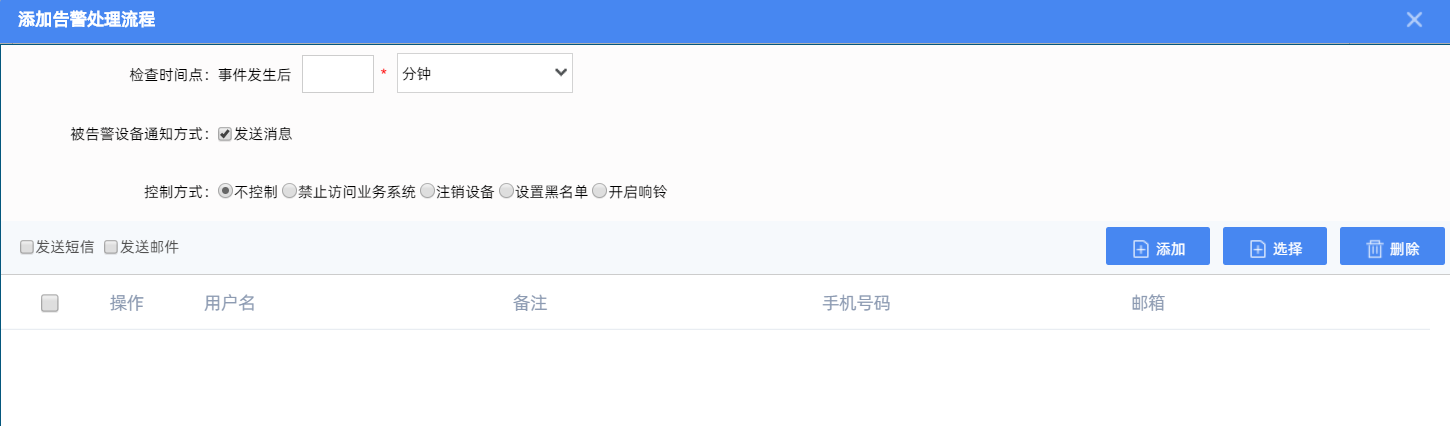 添加告警处理流程
检查时间点：事件发生后 * 分钟
被告警设备通知方式：发送消息
控制方式：不控制 禁止访问业务系统 注销设备 设置黑名单 开启响铃
发送短信 发送邮件 添加 选择 删除
操作 用户名 备注 手机号码 邮箱